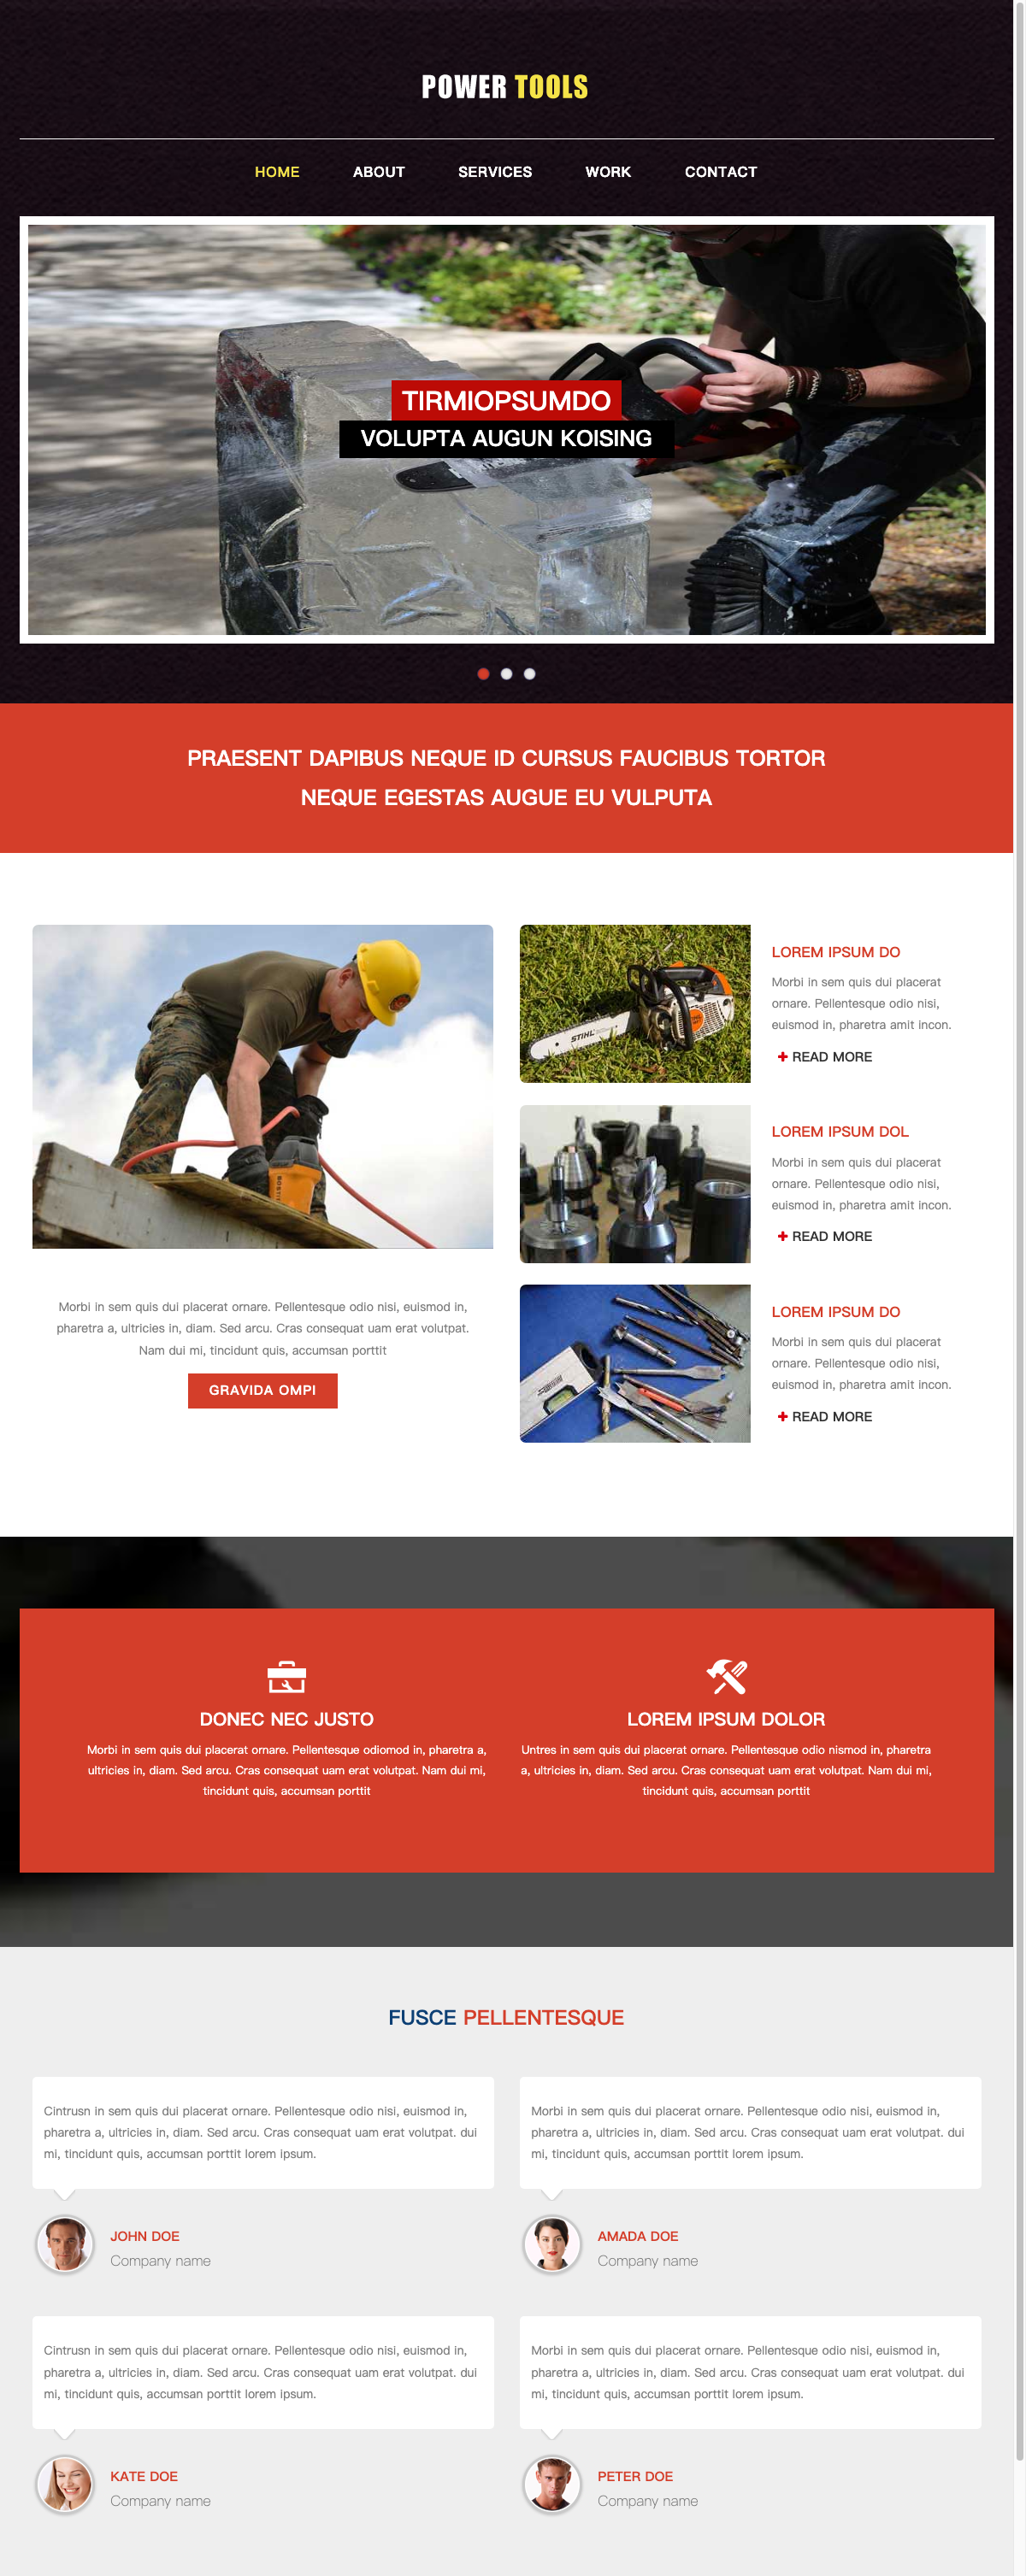 POWER TOOLS
HOME ABOUT SERVICES WORK CONTACT
TIRMIOPSUMDO
VOLUPTA AUGUN KOISING
PRAESENT DAPIBUS NEQUE ID CURSUS FAUCIBUS TORTOR
NEQUE EGESTAS AUGUE EU VULPUTA
Morbi in sem quis dui placerat ornare. Pellentesque odio nisi, euismod in,
pharetra a, ultricies in, diam. Sed arcu. Cras consequat uam erat volutpat.
Nam dui mi, tincidunt quis, accumsan porttit
GRAVIDA OMPI
STIHL
LOREM IPSUM DO
Morbi in sem quis dui placerat
ornare. Pellentesque odio nisi,
euismod in, pharetra amit incon.
READ MORE
LOREM IPSUM DOL
Morbi in sem quis dui placerat
ornare. Pellentesque odio nisi,
euismod in, pharetra amit incon.
READ MORE
LOREM IPSUM DO
Morbi in sem quis dui placerat
ornare. Pellentesque odio nisi,
euismod in, pharetra amit incon.
READ MORE
DONEC NEC JUSTO
Morbi in sem quis dui placerat ornare. Pellentesque odiomod in, pharetra a,
ultricies in, diam. Sed arcu. Cras consequat uam erat volutpat. Nam dui mi,
tincidunt quis, accumsan porttit
LOREM IPSUM DOLOR
Untres in sem quis dui placerat ornare. Pellentesque odio nismod in, pharetra
a, ultricies in, diam. Sed arcu. Cras consequat uam erat volutpat. Nam dui mi,
tincidunt quis, accumsan porttit
FUSCE PELLENTESQUE
Cintrusn in sem quis dui placerat ornare. Pellentesque odio nisi, euismod in,
pharetra a, ultricies in, diam. Sed arcu. Cras consequat uam erat volutpat. dui
mi, tincidunt quis, accumsan porttit lorem ipsum.
JOHN DOE
Company name
Morbi in sem quis dui placerat ornare. Pellentesque odio nisi, euismod in,
pharetra a, ultricies in, diam. Sed arcu. Cras consequat uam erat volutpat. dui
mi, tincidunt quis, accumsan porttit lorem ipsum.
AMADA DOE
Company name
Cintrusn in sem quis dui placerat ornare. Pellentesque odio nisi, euismod in,
pharetra a, ultricies in, diam. Sed arcu. Cras consequat uam erat volutpat. dui
mi, tincidunt quis, accumsan porttit lorem ipsum.
KATE DOE
Company name
Morbi in sem quis dui placerat ornare. Pellentesque odio nisi, euismod in,
pharetra a, ultricies in, diam. Sed arcu. Cras consequat uam erat volutpat. dui
mi, tincidunt quis, accumsan porttit lorem ipsum.
PETER DOE
Company name